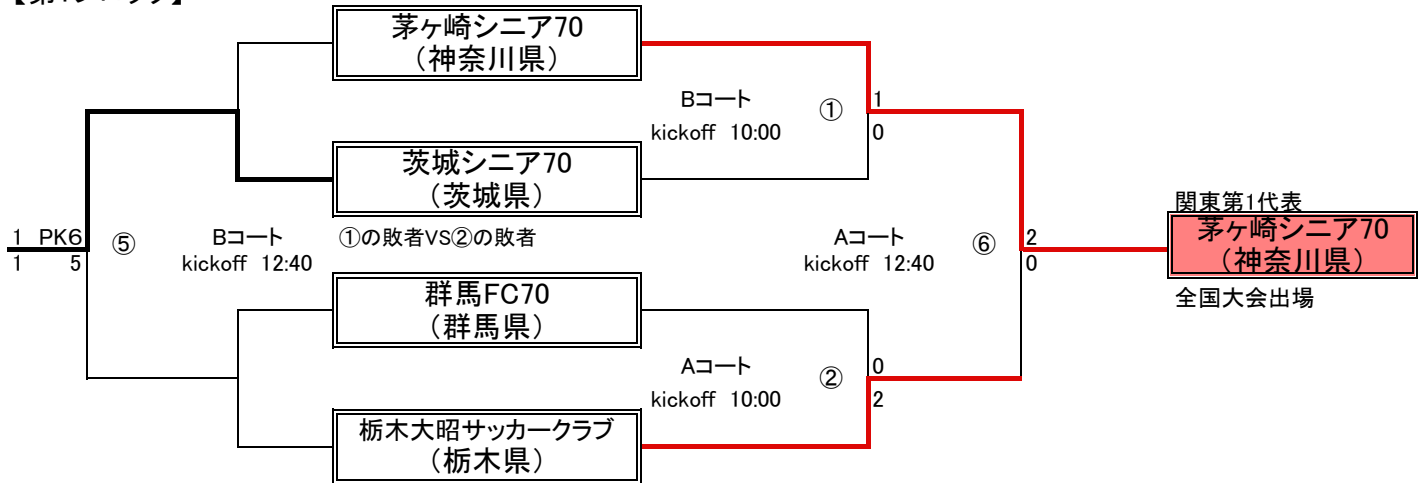 茅ヶ崎シニア70
（神奈川県）
Bコート
①
1
kickoff 10:00
0
茨城シニア70
（茨城県）
関東第1代表
1 PK6
⑤
Bコート
①の敗者VS②の敗者
Aコート
⑥
2
茅ヶ崎シニア70
1 5
kickoff 12:40
kickoff 12:40
0
（神奈川県）
群馬FC70
全国大会出場
（群馬県）
Aコート
②
0
kickoff 10:00
2
栃木大昭サッカークラブ
（栃木県）